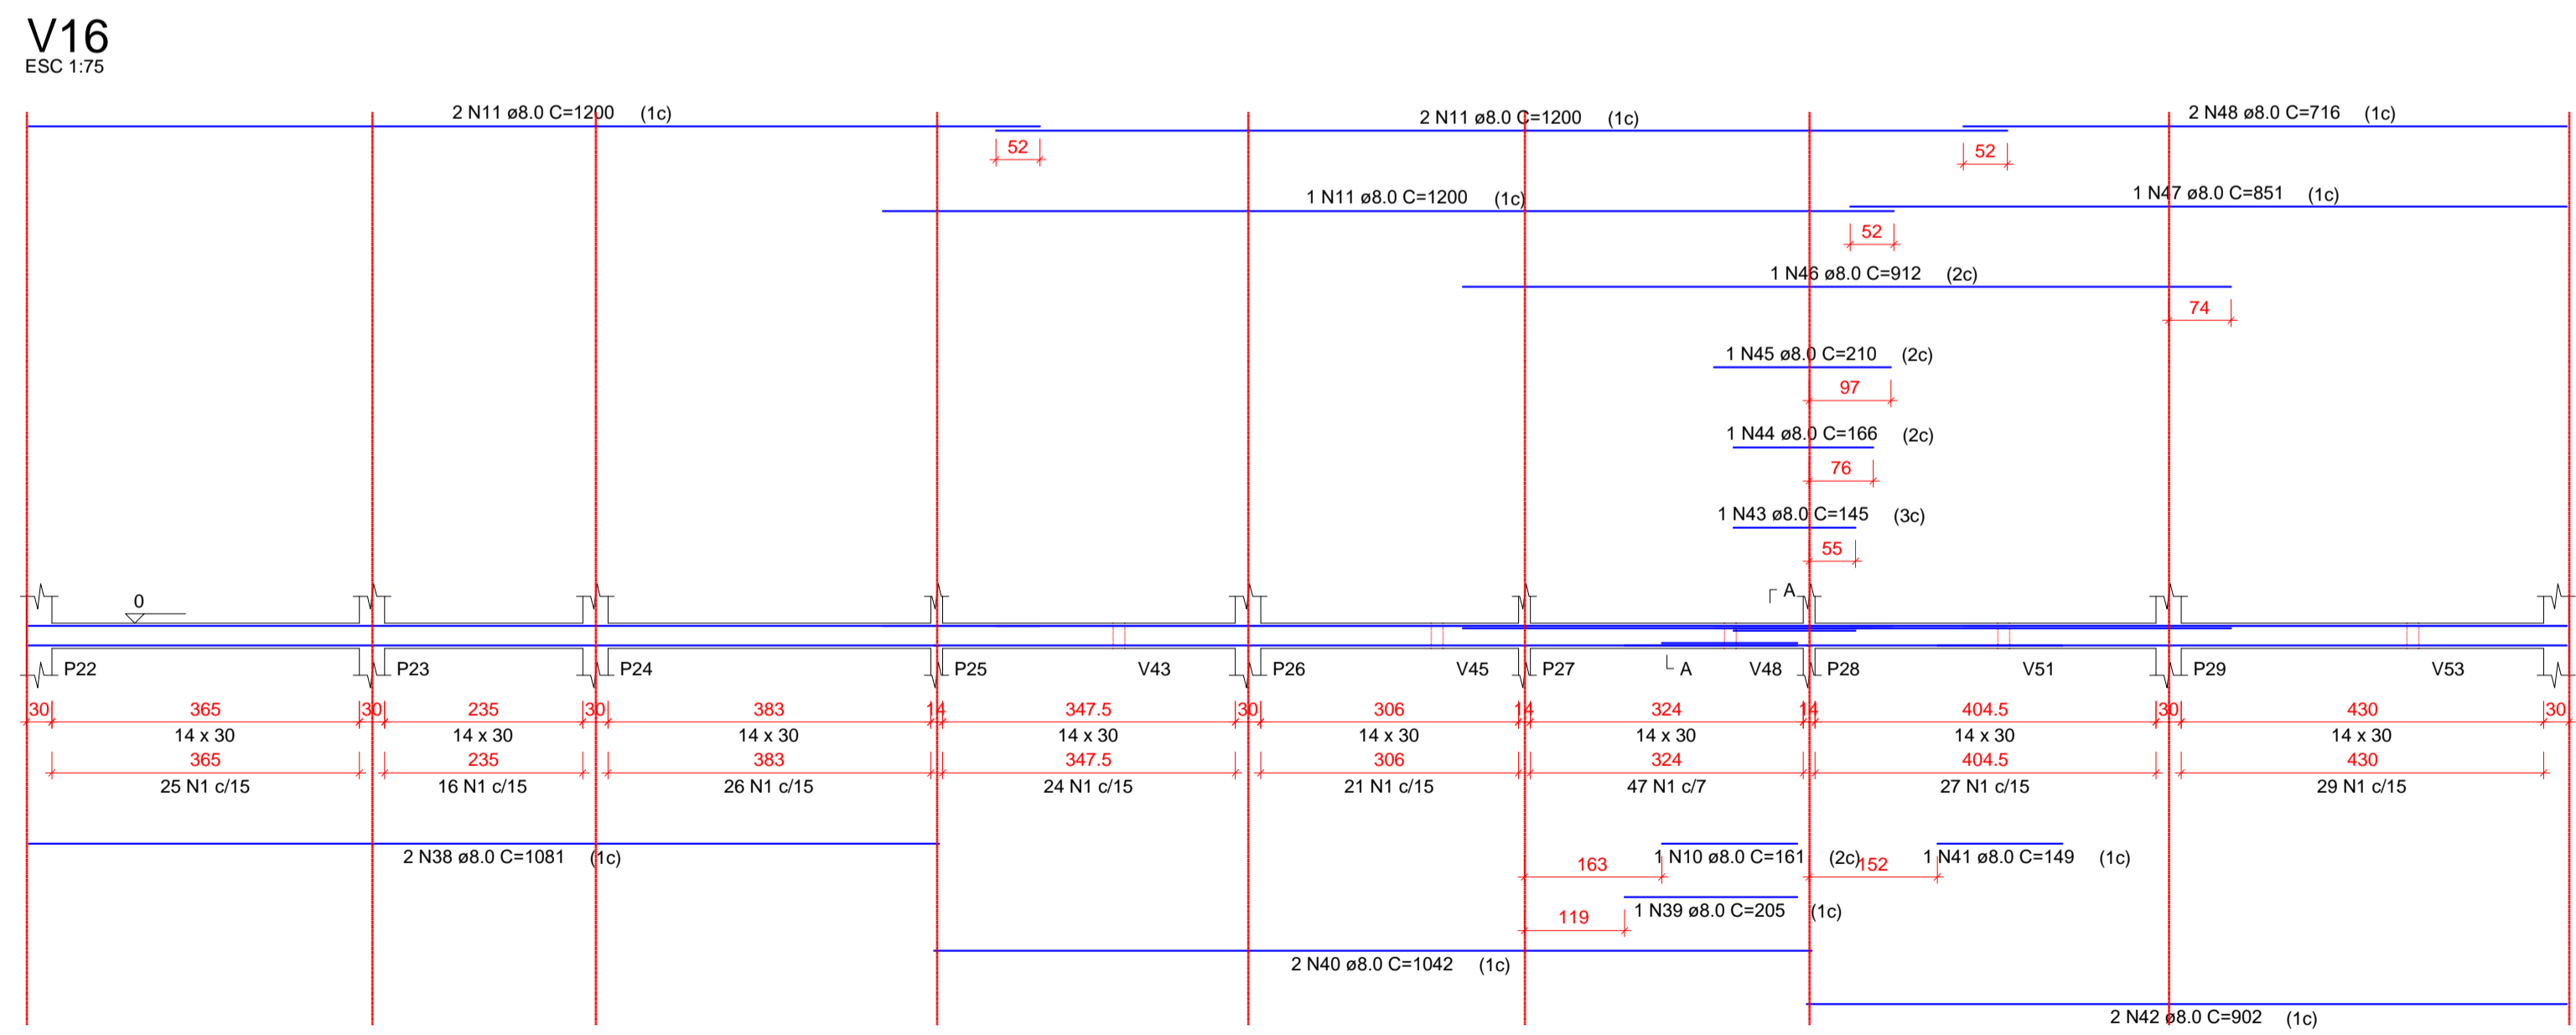 V16
ESC 1:75
2 N11 ø8.0 C=1200 (1c)
2 N11 ø8.0 C=1200 (1c)
2 N48 ø8.0 C=716 (1c)
52
52
1 N11 ø8.0 C=1200 (1c)
1 N47 ø8.0 C=851 (1c)
52
1 N46 ø8.0 C=912 (2c)
74
1 N45 ø8.0 C=210 (2c)
97
1 N44 ø8.0 C=166 (2c)
76
1 N43 ø8.0 C=145 (3c)
55
0
A
P22 P23 P24 P25 V43 P26 V45 P27 A V48 P28 V51 P29 V53
30 365 30 235 30 383 14 347.5 30 306 14 324 14 404.5 30 430 30
14 x 30 14 x 30 14 x 30 14 x 30 14 x 30 14 x 30 14 x 30 14 x 30
365 235 383 347.5 306 324 404.5 430
25 N1 c/15 16 N1 c/15 26 N1 c/15 24 N1 c/15 21 N1 c/15 47 N1 c/7 27 N1 c/15 29 N1 c/15
2 N38 ø8.0 C=1081 (1c)
1 N10 ø8.0 C=161 (2c)
1 N41 ø8.0 C=149 (1c)
163
152
1 N39 ø8.0 C=205 (1c)
119
2 N40 ø8.0 C=1042 (1c)
2 N42 ø8.0 C=902 (1c)